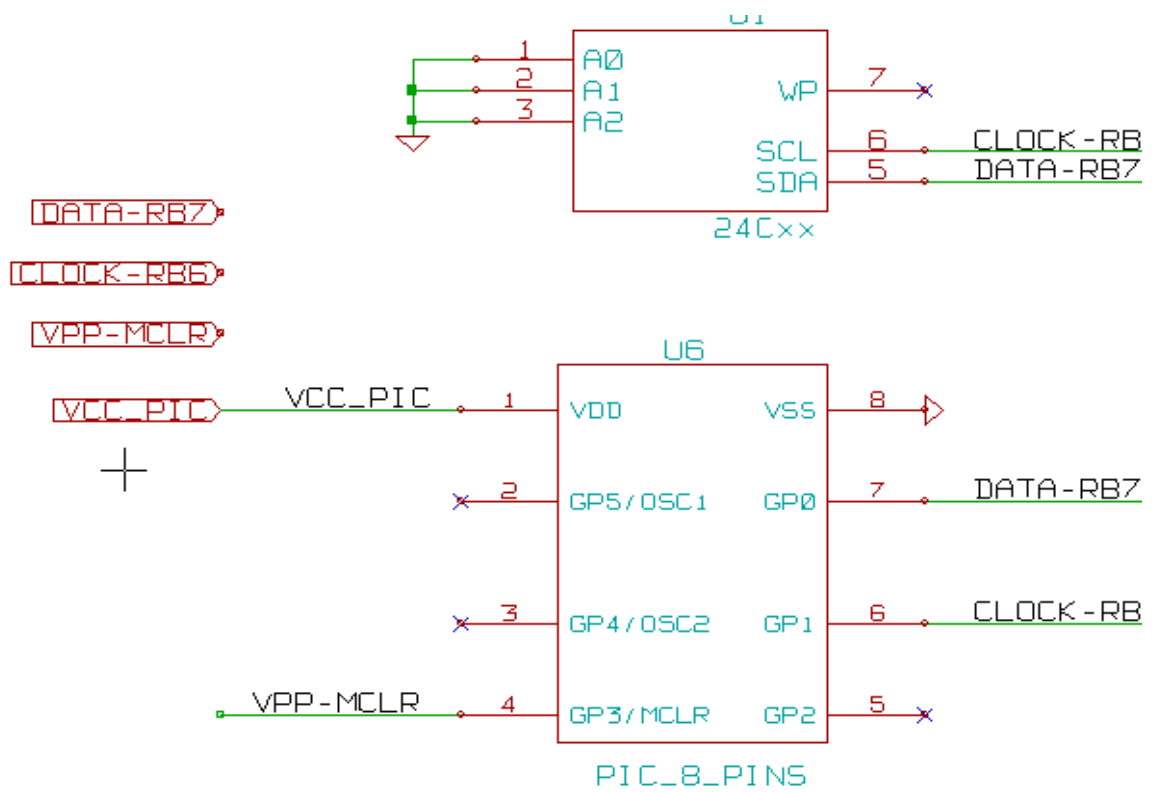 U1
1 A0
2 A1
3 A2
WP 7
SCL 6 CLOCK-RB
SDA 5 DATA-RB7
24Cxx
DATA-RB7
CLOCK-RB6
VPP-MCLR
VCC_PIC
VCC_PIC
U6
1 VDD
VSS 8
2 GP5/OSC1
GP0 7 DATA-RB7
3 GP4/OSC2
GP1 6 CLOCK-RB
VPP-MCLR 4 GP3/MCLR
GP2 5
PIC_8_PINS